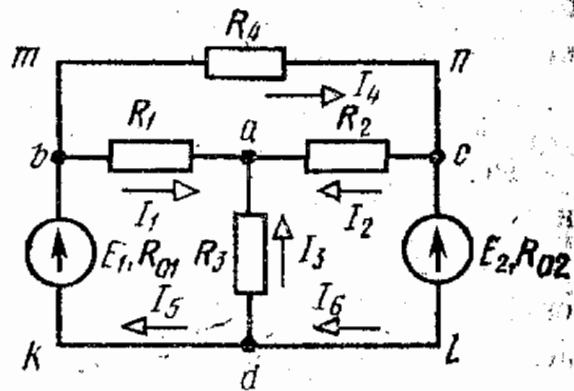 m R₄ n
I₄
R₁ a R₂
b c
I₁ I₂
E₁, R₀₁ R₃ I₃ E₂, R₀₂
I₅ I₆
k d l